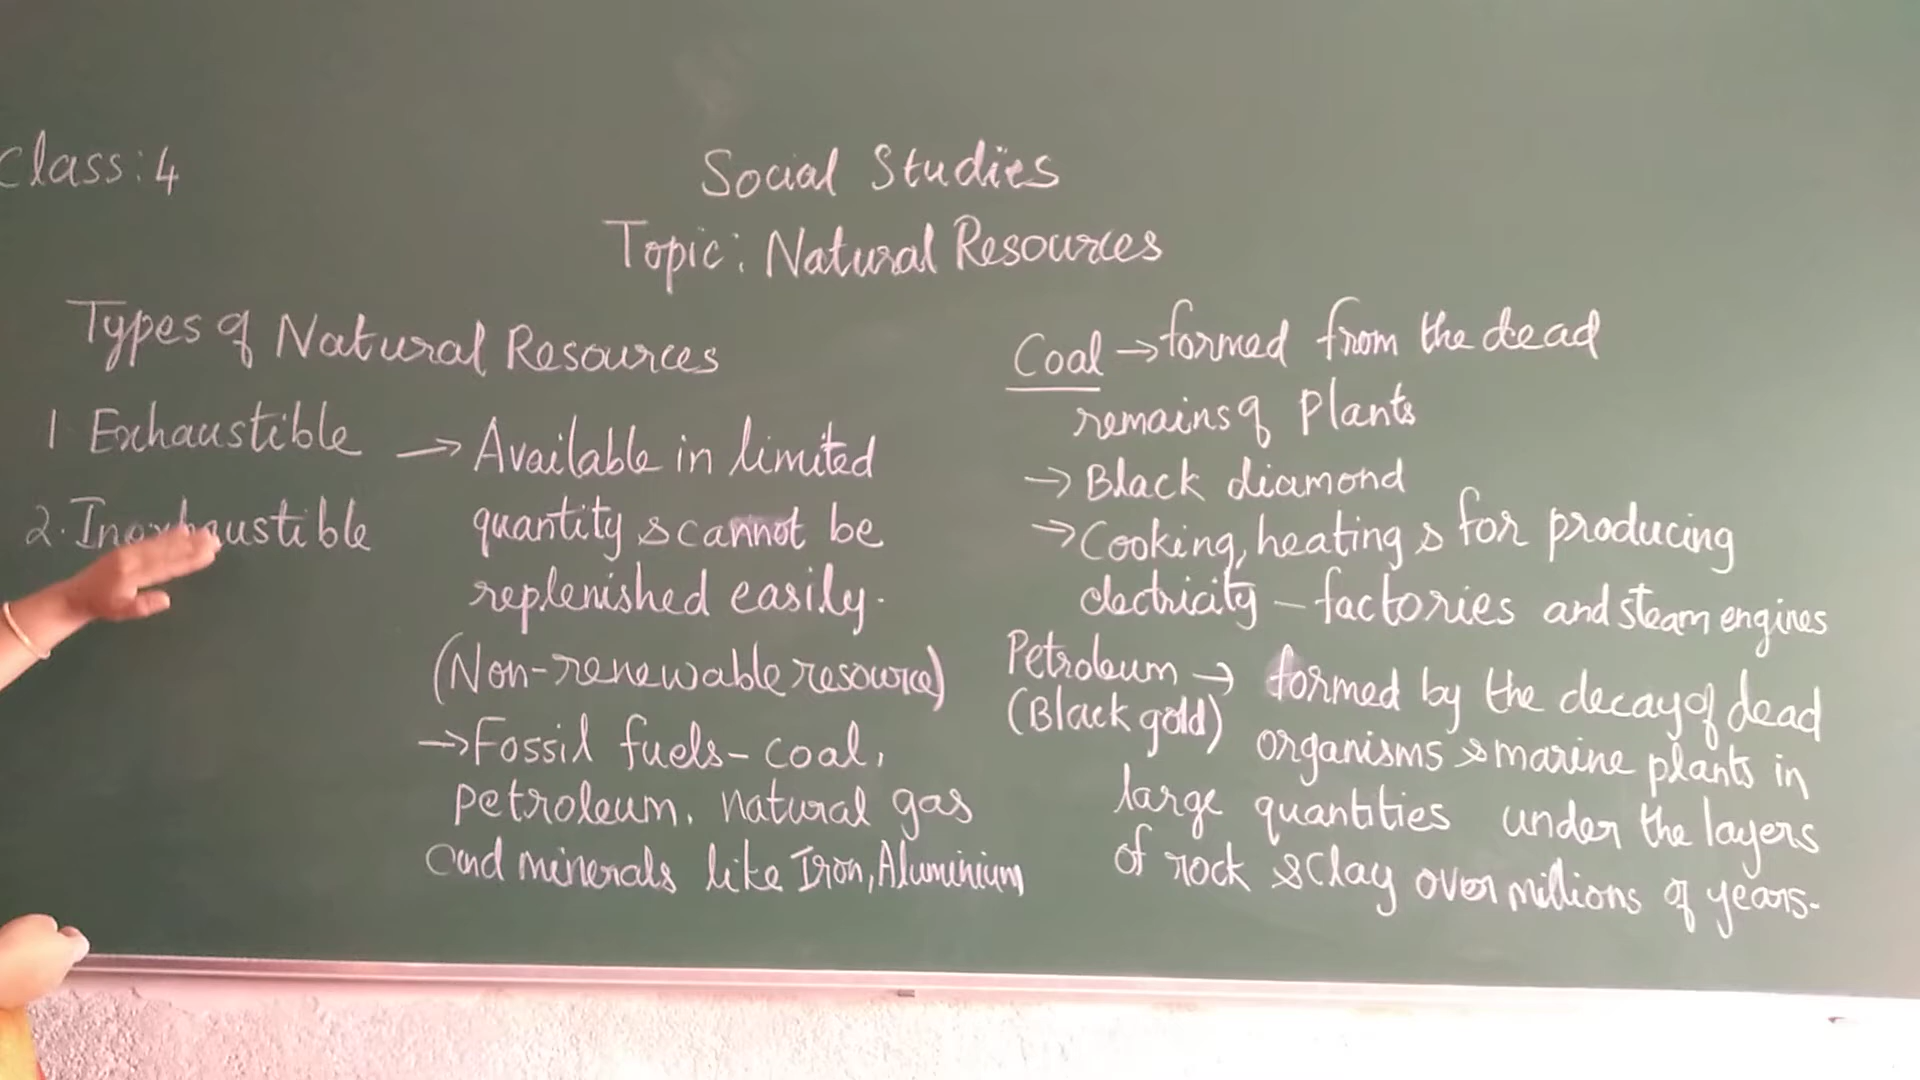 Class: 4
Social Studies
Topic: Natural Resources
Types of Natural Resources
1 Exhaustible → Available in limited
quantity & cannot be
replenished easily.
(Non-renewable resource)
→ Fossil fuels - coal,
petroleum, natural gas
and minerals like Iron, Aluminium
2. Inexhaustible
Coal → formed from the dead
remains of plants
→ Black diamond
→ Cooking, heating & for producing
electricity – factories and steam engines
Petroleum → formed by the decay of dead
(Black gold) organisms & marine plants in
large quantities under the layers
of rock & clay over millions of years.